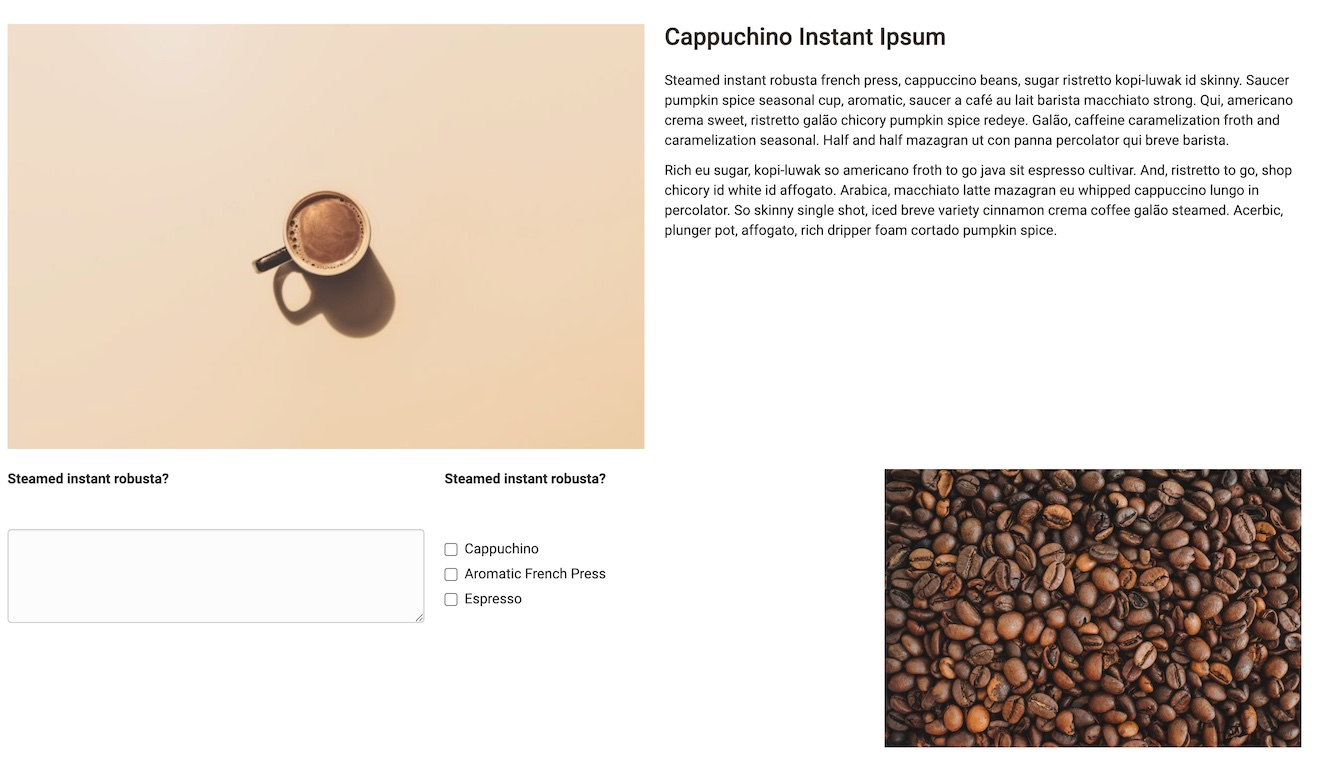 Cappuchino Instant Ipsum
Steamed instant robusta french press, cappuccino beans, sugar ristretto kopi-luwak id skinny. Saucer
pumpkin spice seasonal cup, aromatic, saucer a café au lait barista macchiato strong. Qui, americano
crema sweet, ristretto galão chicory pumpkin spice redeye. Galão, caffeine caramelization froth and
caramelization seasonal. Half and half mazagran ut con panna percolator qui breve barista.
Rich eu sugar, kopi-luwak so americano froth to go java sit espresso cultivar. And, ristretto to go, shop
chicory id white id affogato. Arabica, macchiato latte mazagran eu whipped cappuccino lungo in
percolator. So skinny single shot, iced breve variety cinnamon crema coffee galão steamed. Acerbic,
plunger pot, affogato, rich dripper foam cortado pumpkin spice.
Steamed instant robusta?
Steamed instant robusta?
Cappuchino
Aromatic French Press
Espresso